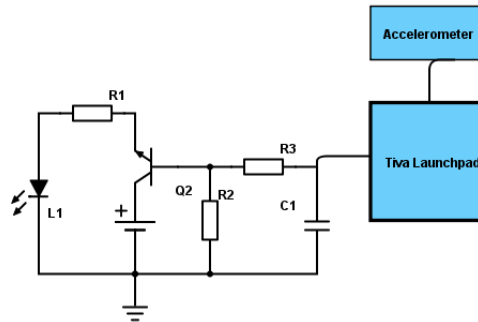 Accelerometer
R1
R3
Tiva Launchpad
Q2
R2
L1
C1
+